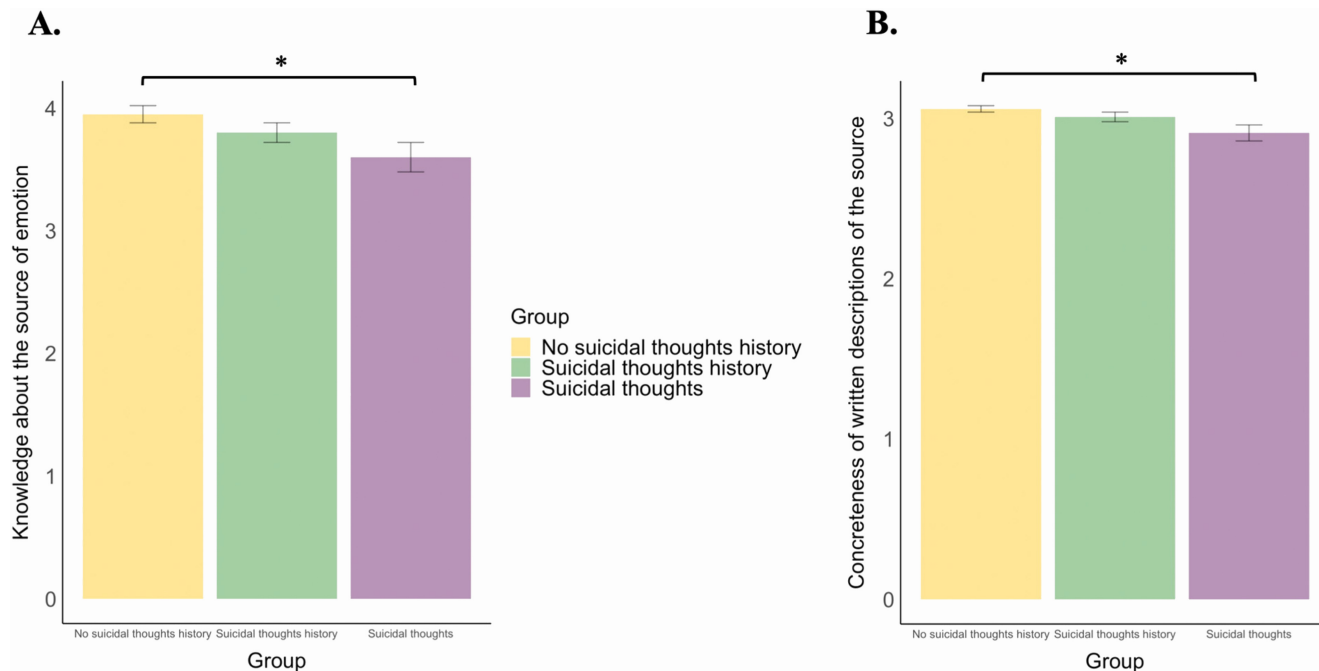 A.
*
Knowledge about the source of emotion
4
3
2
1
0
No suicidal thoughts history
Suicidal thoughts history
Suicidal thoughts
Group
Group
No suicidal thoughts history
Suicidal thoughts history
Suicidal thoughts
B.
*
Concreteness of written descriptions of the source
3
2
1
0
No suicidal thoughts history
Suicidal thoughts history
Suicidal thoughts
Group